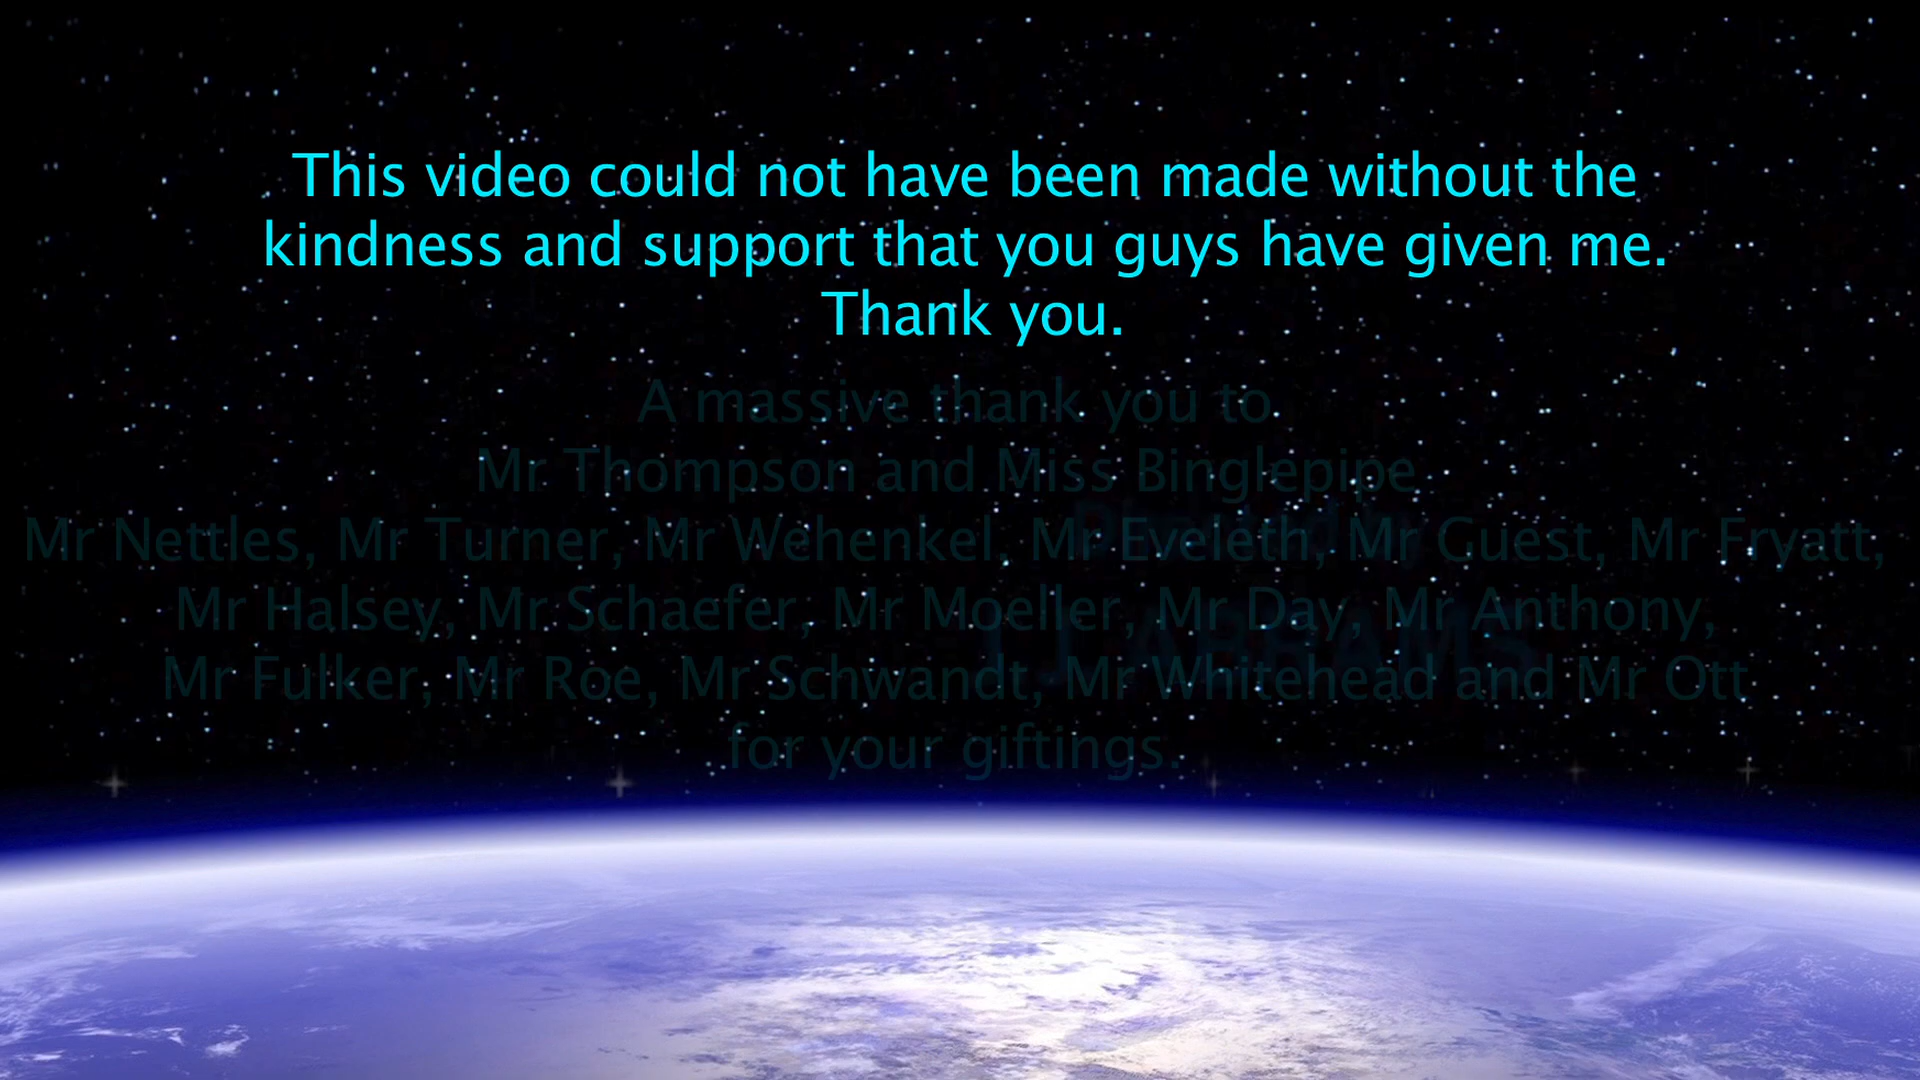 This video could not have been made without the
kindness and support that you guys have given me.
Thank you.
A massive thank you to
Mr Thompson and Miss Binglepipe
Mr Nettles, Mr Turner, Mr Wehenkel, Mr Eveleth, Mr Guest, Mr Fryatt,
Mr Halsey, Mr Schaefer, Mr Moeller, Mr Day, Mr Anthony,
Mr Fulker, Mr Roe, Mr Schwandt, Mr Whitehead and Mr Ott
for your giftings.
Directed by
J.J. ABRAMS